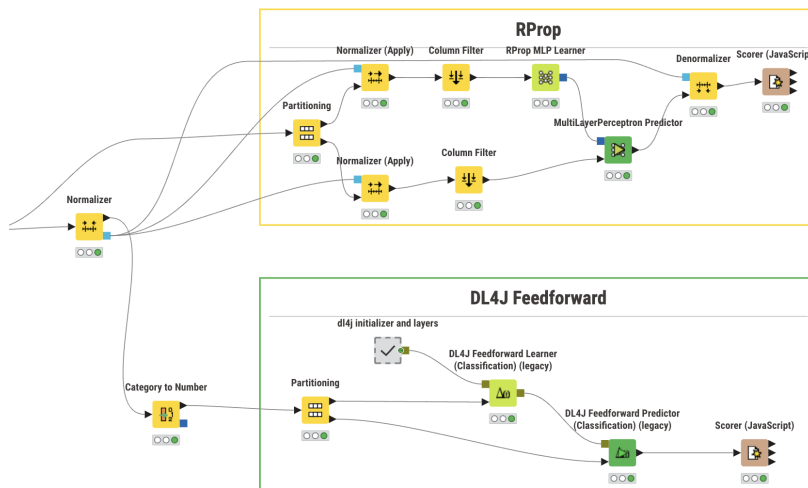 RProp
Normalizer (Apply)
Column Filter
RProp MLP Learner
Denormalizer
Scorer (JavaScrip
Partitioning
MultiLayerPerceptron Predictor
Normalizer (Apply)
Column Filter
Normalizer
DL4J Feedforward
dl4j initializer and layers
DL4J Feedforward Learner
(Classification) (legacy)
Category to Number
Partitioning
DL4J Feedforward Predictor
(Classification) (legacy)
Scorer (JavaScript)